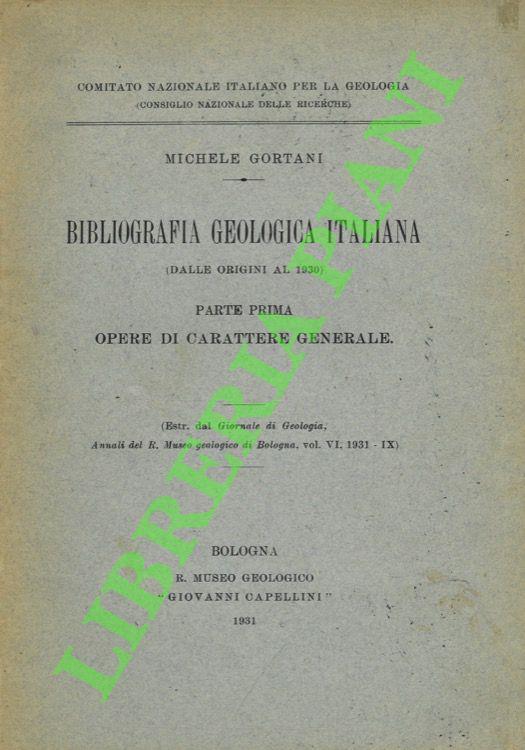 COMITATO NAZIONALE ITALIANO PER LA GEOLOGIA
(CONSIGLIO NAZIONALE DELLE RICERCHE)
MICHELE GORTANI
BIBLIOGRAFIA GEOLOGICA ITALIANA
(DALLE ORIGINI AL 1930)
PARTE PRIMA
OPERE DI CARATTERE GENERALE.
(Estr. dal Giornale di Geologia,
Annali del R. Museo geologico di Bologna, vol. VI, 1931 - IX)
BOLOGNA
R. MUSEO GEOLOGICO
"GIOVANNI CAPELLINI"
1931
LIBRERIA PIANI